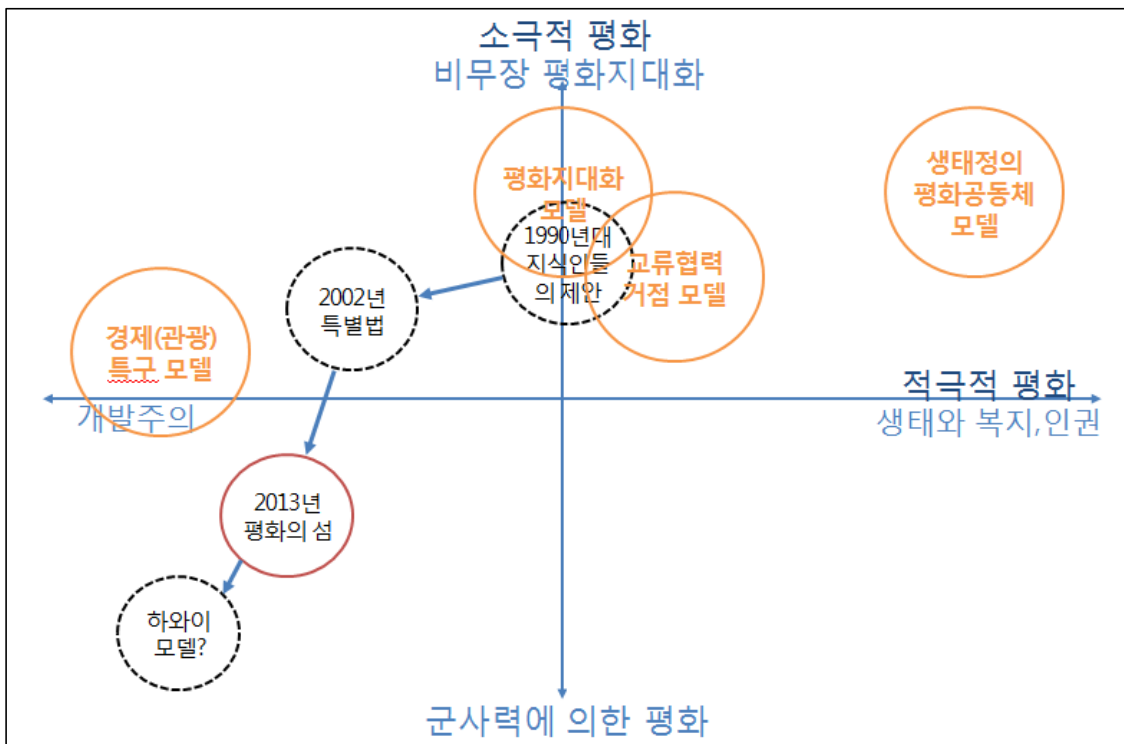 소극적 평화
비무장 평화지대화
평화지대화
모델
생태정의
평화공동체
모델
1990년대
지식인들
의 제안
교류협력
거점 모델
2002년
특별법
경제(관광)
특구 모델
적극적 평화
개발주의
생태와 복지,인권
2013년
평화의 섬
하와이
모델?
군사력에 의한 평화